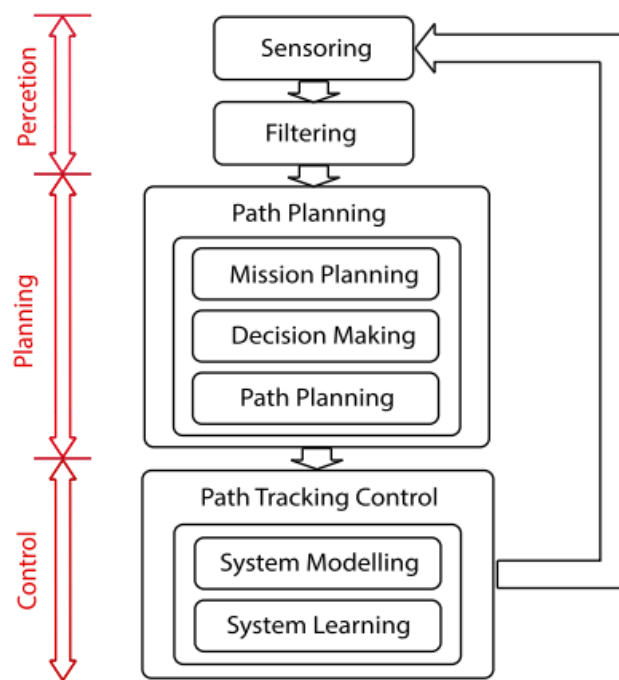 Percetion
Sensoring
Filtering
Planning
Path Planning
Mission Planning
Decision Making
Path Planning
Control
Path Tracking Control
System Modelling
System Learning